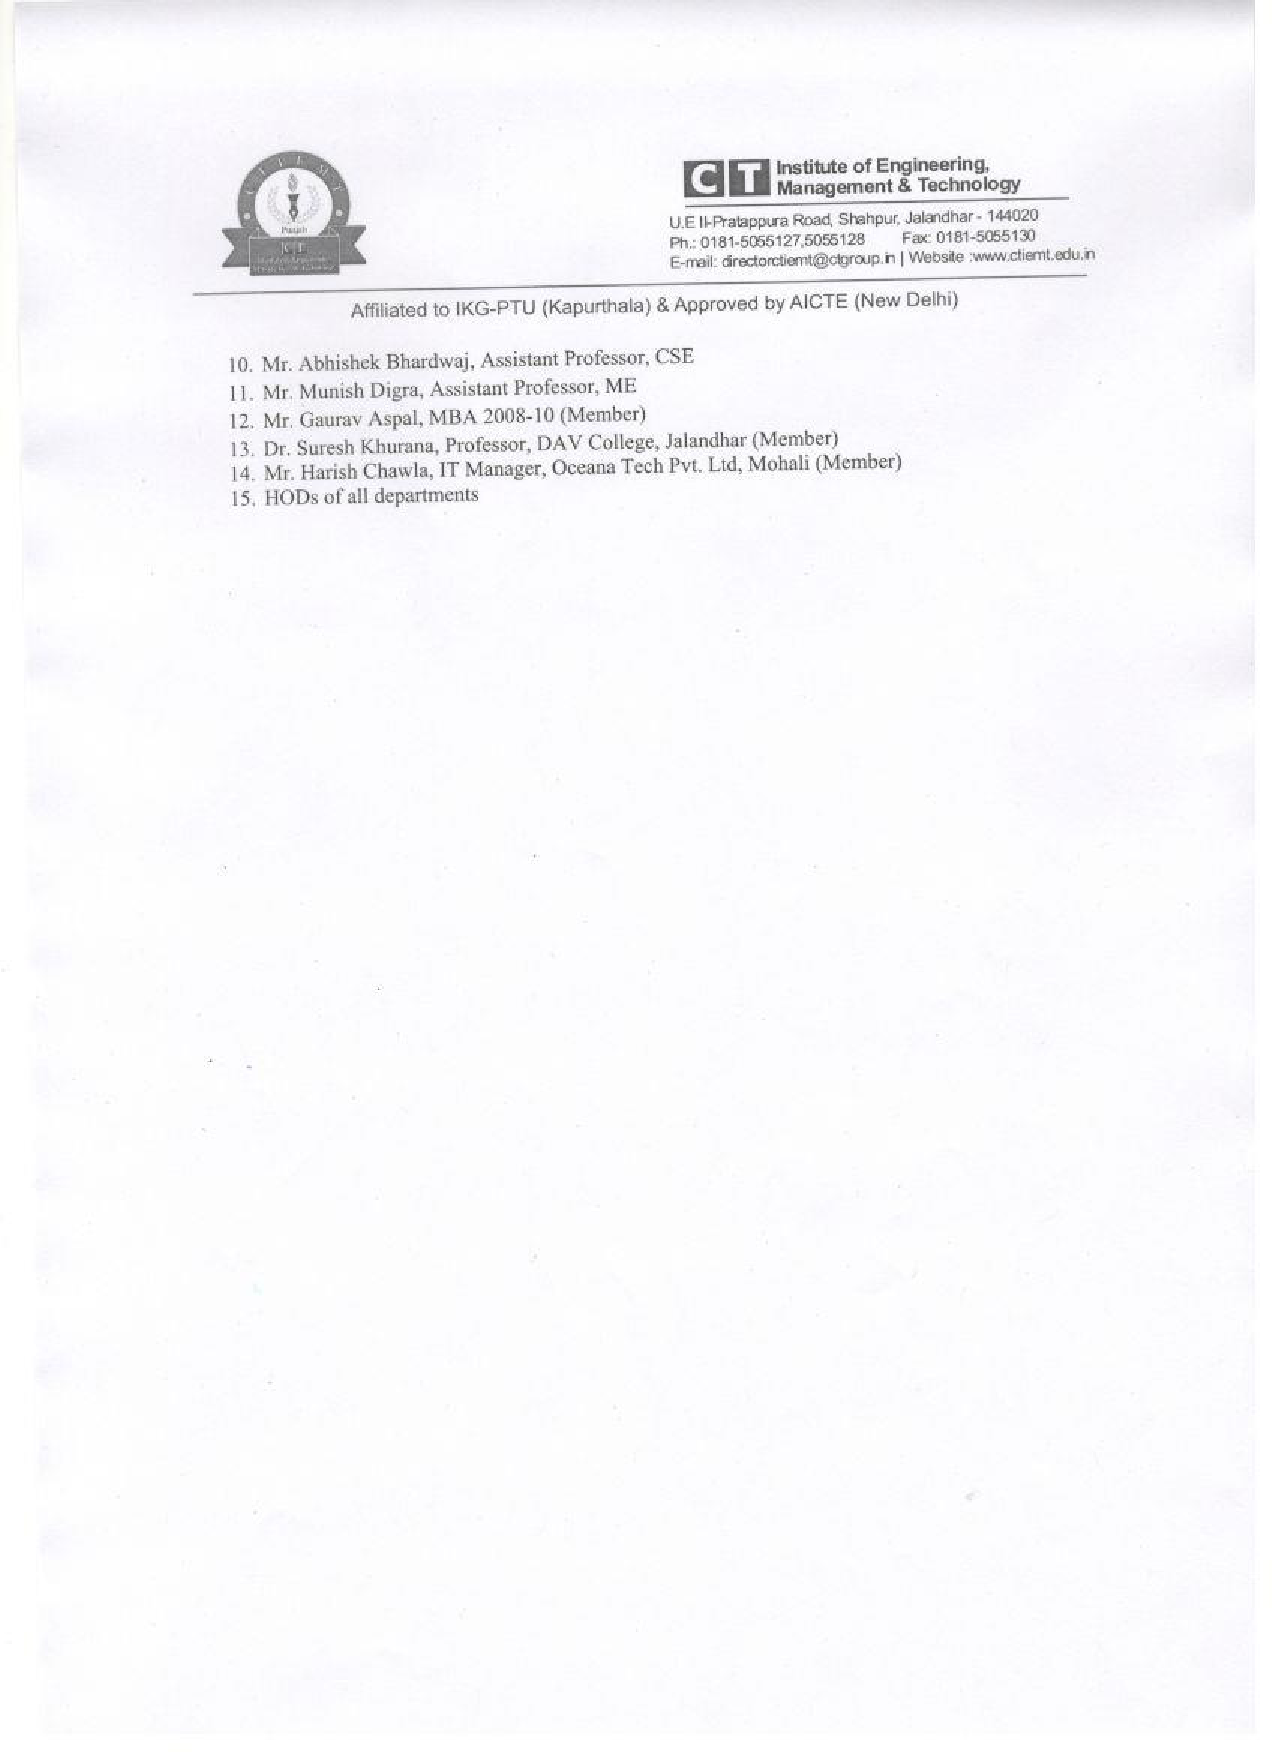 C T I E M T
Punjab
C T Institute of Engineering,
Management & Technology
U.E II-Pratappura Road, Shahpur, Jalandhar - 144020
Ph.: 0181-5055127,5055128 Fax: 0181-5055130
E-mail: directorctiemt@ctgroup.in | Website :www.ctiemt.edu.in
Affiliated to IKG-PTU (Kapurthala) & Approved by AICTE (New Delhi)
10. Mr. Abhishek Bhardwaj, Assistant Professor, CSE
11. Mr. Munish Digra, Assistant Professor, ME
12. Mr. Gaurav Aspal, MBA 2008-10 (Member)
13. Dr. Suresh Khurana, Professor, DAV College, Jalandhar (Member)
14. Mr. Harish Chawla, IT Manager, Oceana Tech Pvt. Ltd, Mohali (Member)
15. HODs of all departments